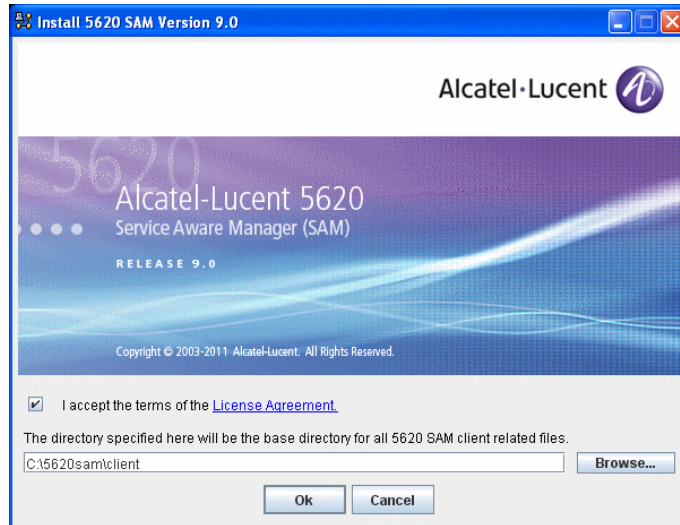 Install 5620 SAM Version 9.0
Alcatel·Lucent
5620
Alcatel-Lucent 5620
Service Aware Manager (SAM)
RELEASE 9.0
Copyright © 2003-2011 Alcatel-Lucent. All Rights Reserved.
I accept the terms of the License Agreement.
The directory specified here will be the base directory for all 5620 SAM client related files.
C:\5620sam\client
Browse...
Ok
Cancel